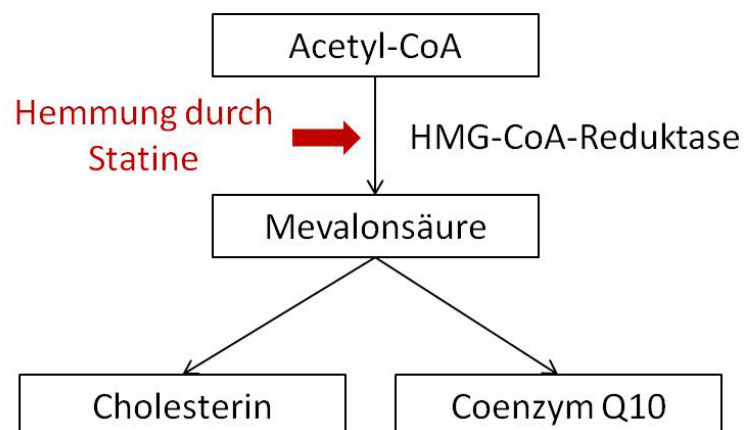 Acetyl-CoA
Hemmung durch
Statine
HMG-CoA-Reduktase
Mevalonsäure
Cholesterin
Coenzym Q10